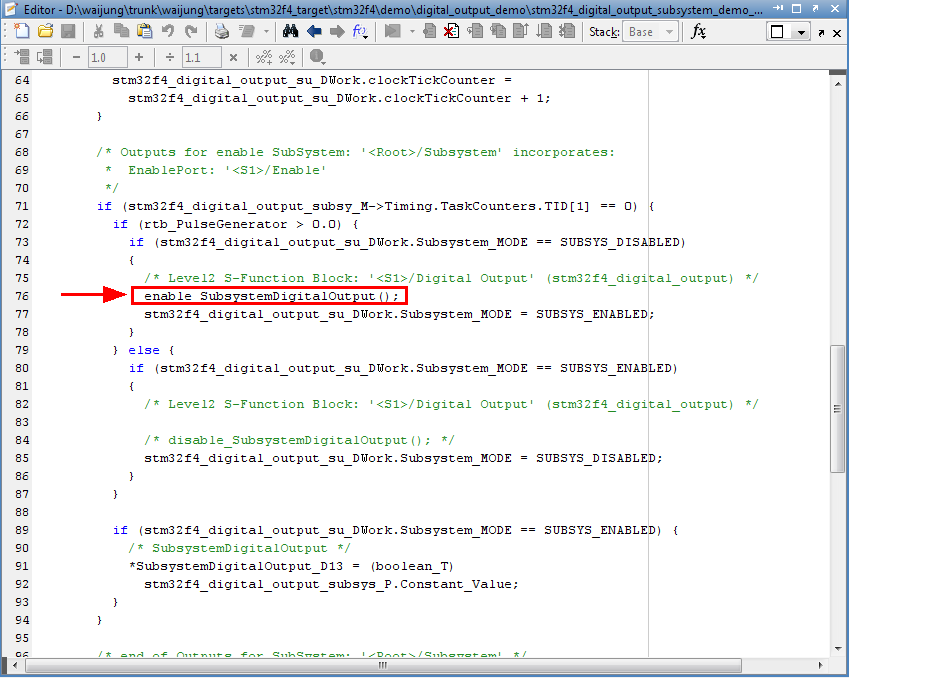 Editor - D:\waijung\trunk\waijung\targets\stm32f4_target\stm32f4\demo\digital_output_demo\stm32f4_digital_output_subsystem_demo_...
Stack: Base fx
− 1.0 + ÷ 1.1 ×
64 stm32f4_digital_output_su_DWork.clockTickCounter =
65 stm32f4_digital_output_su_DWork.clockTickCounter + 1;
66 }
67
68 /* Outputs for enable SubSystem: '<Root>/Subsystem' incorporates:
69 *  EnablePort: '<S1>/Enable'
70 */
71 if (stm32f4_digital_output_subsy_M->Timing.TaskCounters.TID[1] == 0) {
72 if (rtb_PulseGenerator > 0.0) {
73 if (stm32f4_digital_output_su_DWork.Subsystem_MODE == SUBSYS_DISABLED)
74 {
75 /* Level2 S-Function Block: '<S1>/Digital Output' (stm32f4_digital_output) */
76 enable_SubsystemDigitalOutput();
77 stm32f4_digital_output_su_DWork.Subsystem_MODE = SUBSYS_ENABLED;
78 }
79 } else {
80 if (stm32f4_digital_output_su_DWork.Subsystem_MODE == SUBSYS_ENABLED)
81 {
82 /* Level2 S-Function Block: '<S1>/Digital Output' (stm32f4_digital_output) */
83
84 /* disable_SubsystemDigitalOutput(); */
85 stm32f4_digital_output_su_DWork.Subsystem_MODE = SUBSYS_DISABLED;
86 }
87 }
88
89 if (stm32f4_digital_output_su_DWork.Subsystem_MODE == SUBSYS_ENABLED) {
90 /* SubsystemDigitalOutput */
91 *SubsystemDigitalOutput_D13 = (boolean_T)
92 stm32f4_digital_output_subsys_P.Constant_Value;
93 }
94 }
95
96 /* end of Outputs for SubSystem: '<Root>/Subsystem' */